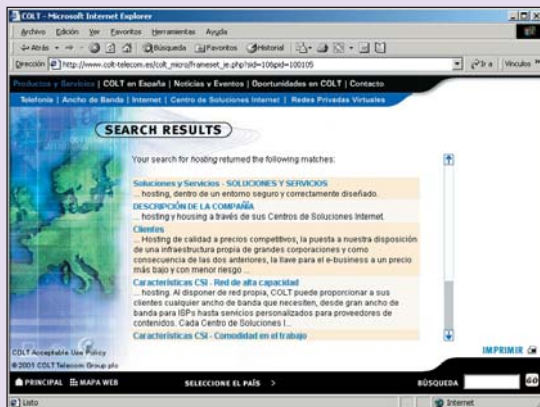 COLT - Microsoft Internet Explorer
Archivo Edición Ver Favoritos Herramientas Ayuda
Atrás Búsqueda Favoritos Historial
Dirección http://www.colt-telecom.es/colt_micro/frameset_ie.php?sid=106pid=100105 Ir a Vínculos
Productos y Servicios | COLT en España | Noticias y Eventos | Oportunidades en COLT | Contacto
Telefonía | Ancho de Banda | Internet | Centro de Soluciones Internet | Redes Privadas Virtuales
SEARCH RESULTS
Your search for hosting returned the following matches:
Soluciones y Servicios - SOLUCIONES Y SERVICIOS
... hosting, dentro de un entorno seguro y correctamente diseñado.
DESCRIPCIÓN DE LA COMPAÑÍA
... hosting y housing a través de sus Centros de Soluciones Internet.
Clientes
... Hosting de calidad a precios competitivos, la puesta a nuestra disposición
de una infraestructura propia de grandes corporaciones y como
consecuencia de las dos anteriores, la llave para el e-business a un precio
más bajo y con menor riesgo ...
Características CSI - Red de alta capacidad
... hosting. Al disponer de red propia, COLT puede proporcionar a sus
clientes cualquier ancho de banda que necesiten, desde gran ancho de
banda para ISPs hasta servicios personalizados para proveedores de
contenidos. Cada Centro de Soluciones I...
Características CSI - Comodidad en el trabajo
IMPRIMIR
COLT Acceptable Use Policy
©2001 COLT Telecom Group plc
PRINCIPAL MAPA WEB SELECCIONE EL PAÍS > BÚSQUEDA GO
Listo Internet